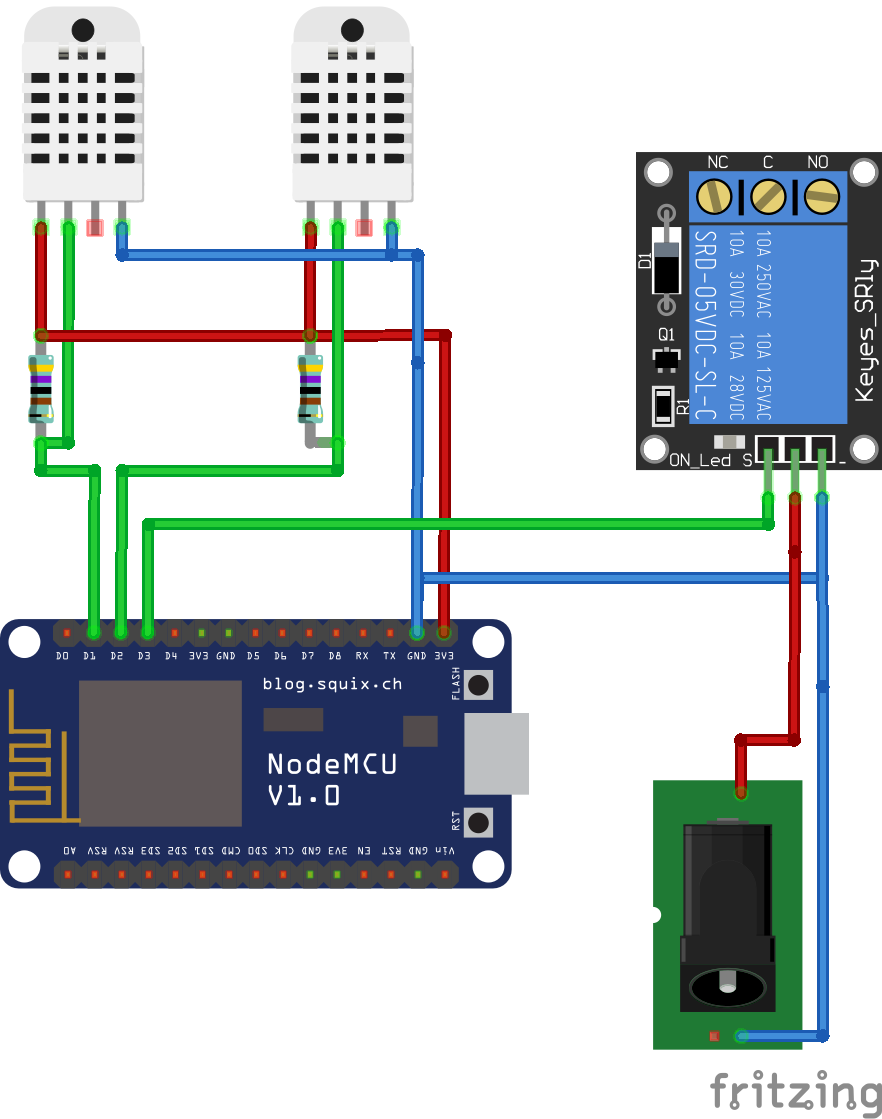 NC C NO
D1
SRD-05VDC-SL-C
10A 30VDC 10A 28VDC
10A 250VAC 10A 125VAC
Keyes_SRly
Q1
R1
ON_Led S -
D0 D1 D2 D3 D4 3V3 GND D5 D6 D7 D8 RX TX GND 3V3
blog.squix.ch
FLASH
NodeMCU
V1.0
RST
A0 RSV RSV SD3 SD2 SD1 CMD SD0 CLK GND 3V3 EN RST GND Vin
fritzing